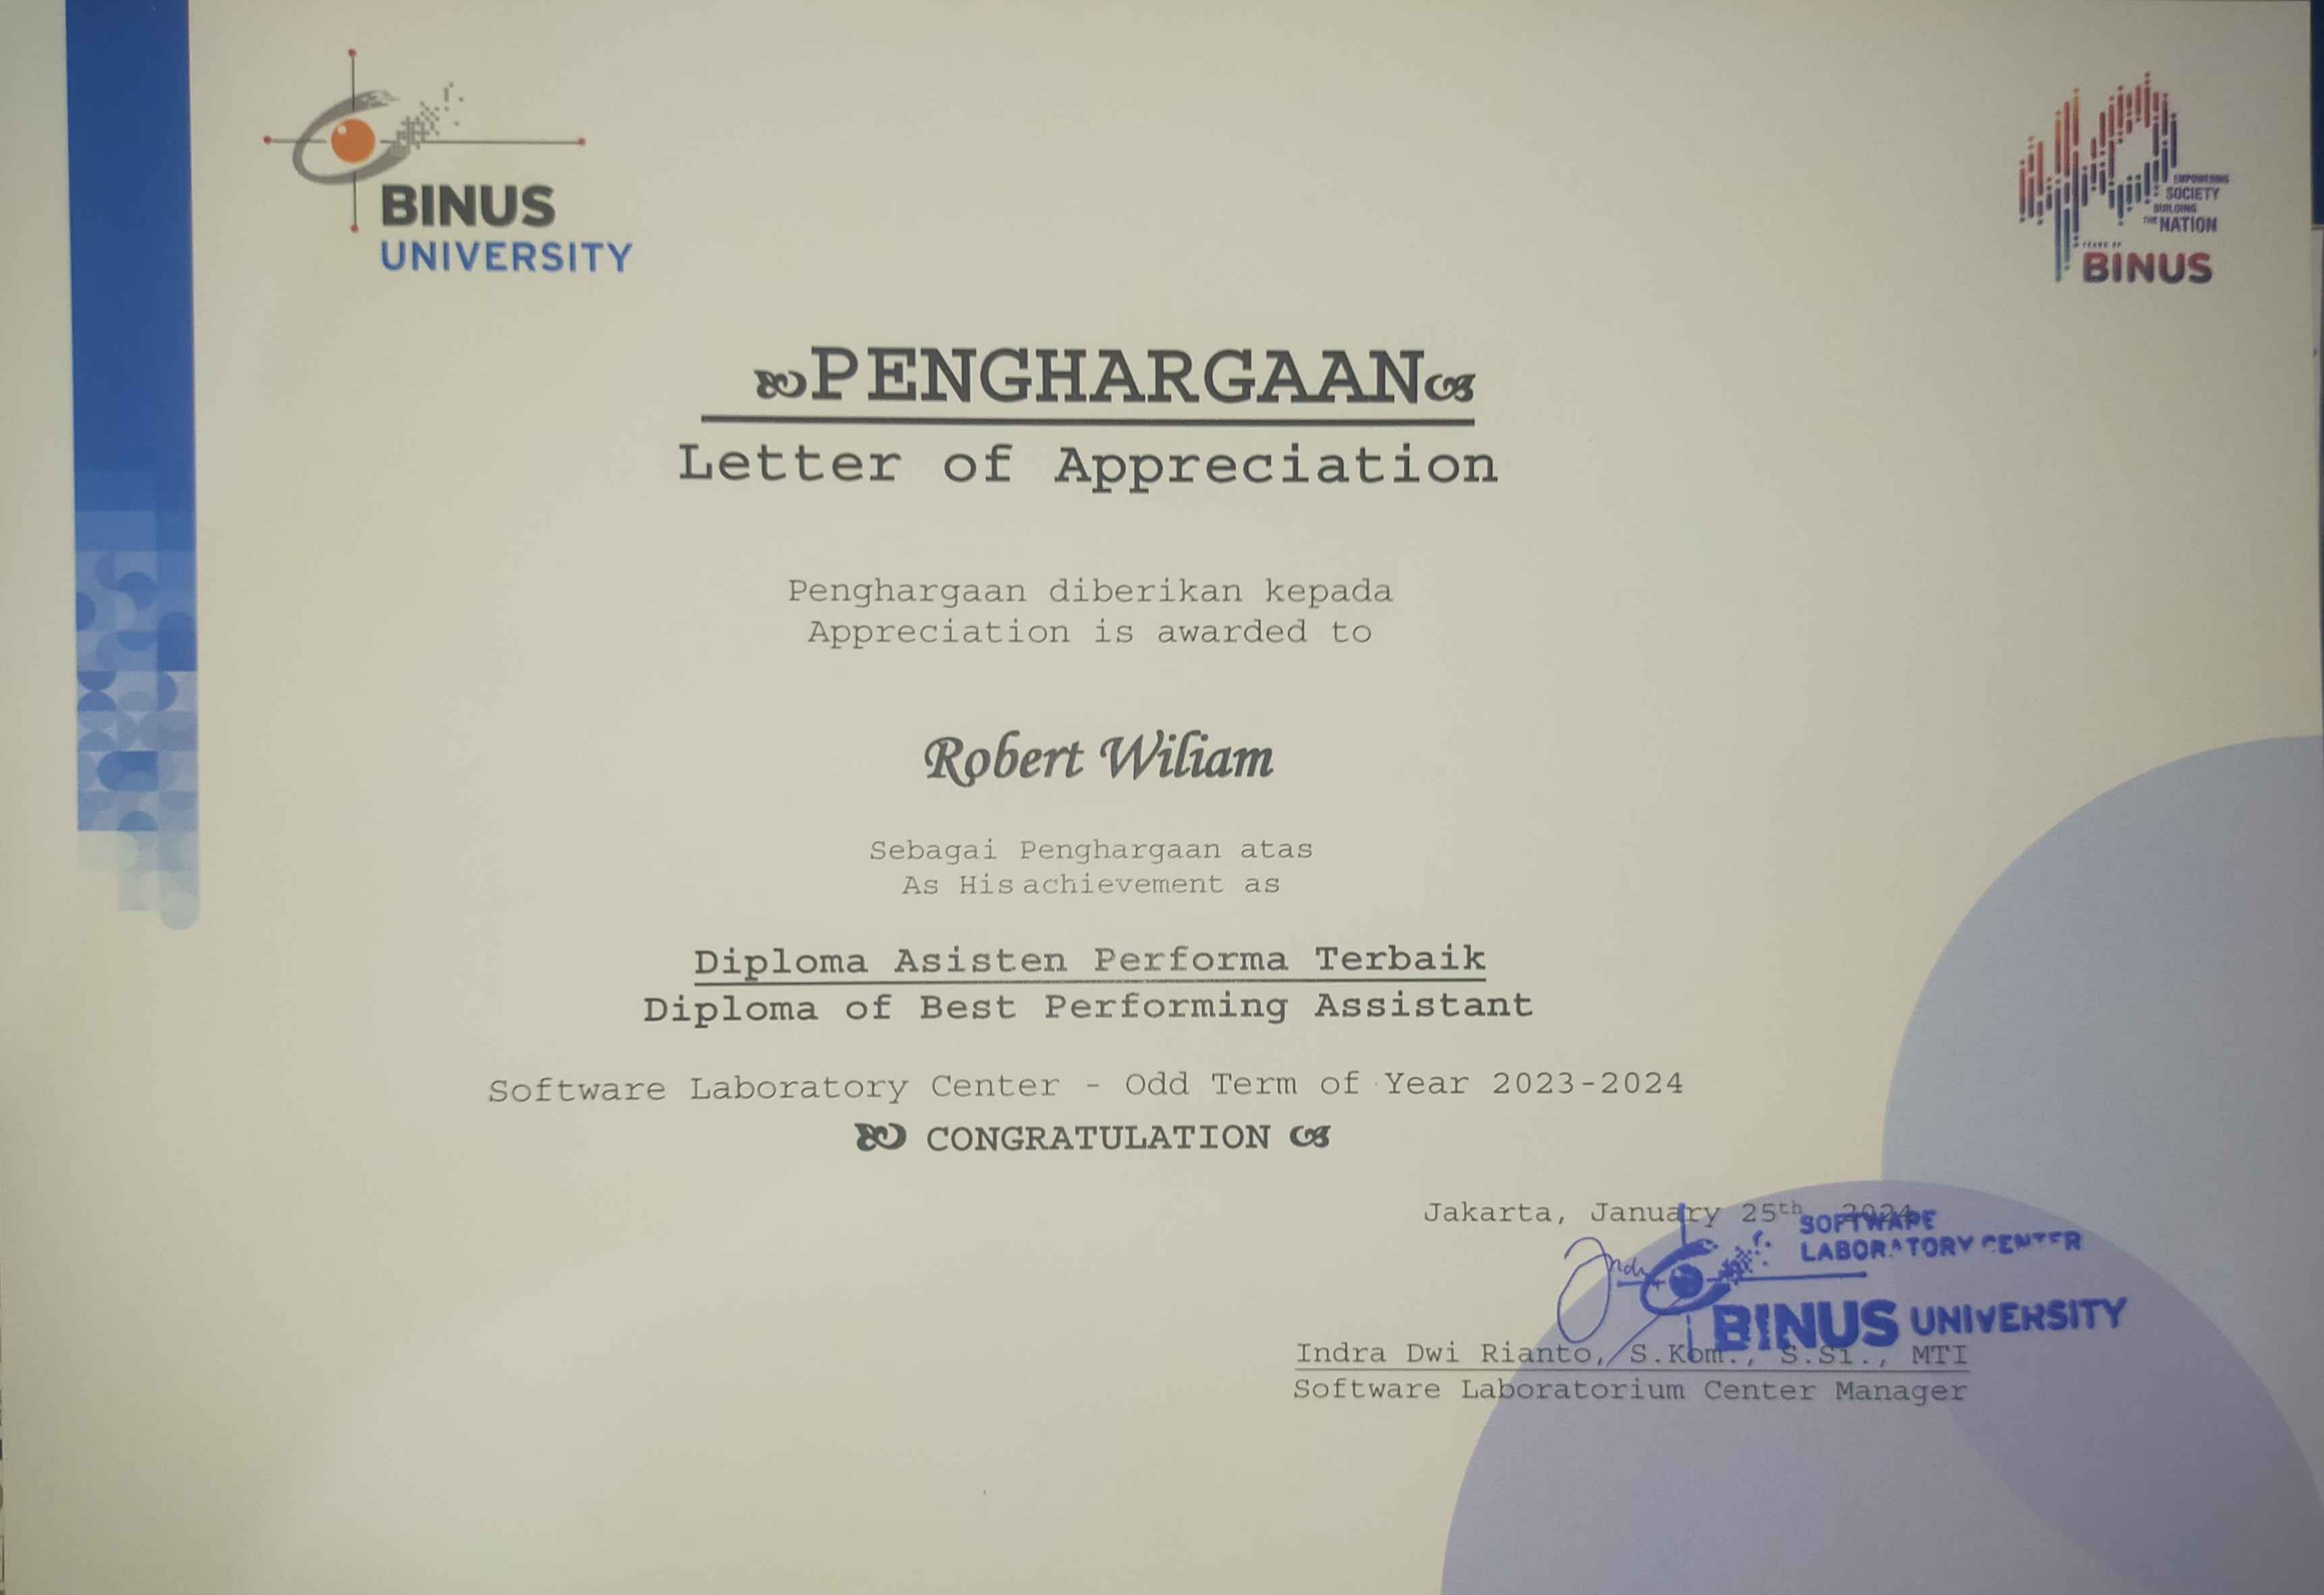 BINUS
UNIVERSITY
EMPOWERING
SOCIETY
BUILDING
THE NATION
YEARS OF
BINUS
PENGHARGAAN
Letter of Appreciation
Penghargaan diberikan kepada
Appreciation is awarded to
Robert Wiliam
Sebagai Penghargaan atas
As His achievement as
Diploma Asisten Performa Terbaik
Diploma of Best Performing Assistant
Software Laboratory Center - Odd Term of Year 2023-2024
CONGRATULATION
Jakarta, January 25th, 2024
SOFTWARE
LABORATORY CENTER
BINUS UNIVERSITY
Indra Dwi Rianto, S.Kom., S.Si., MTI
Software Laboratorium Center Manager